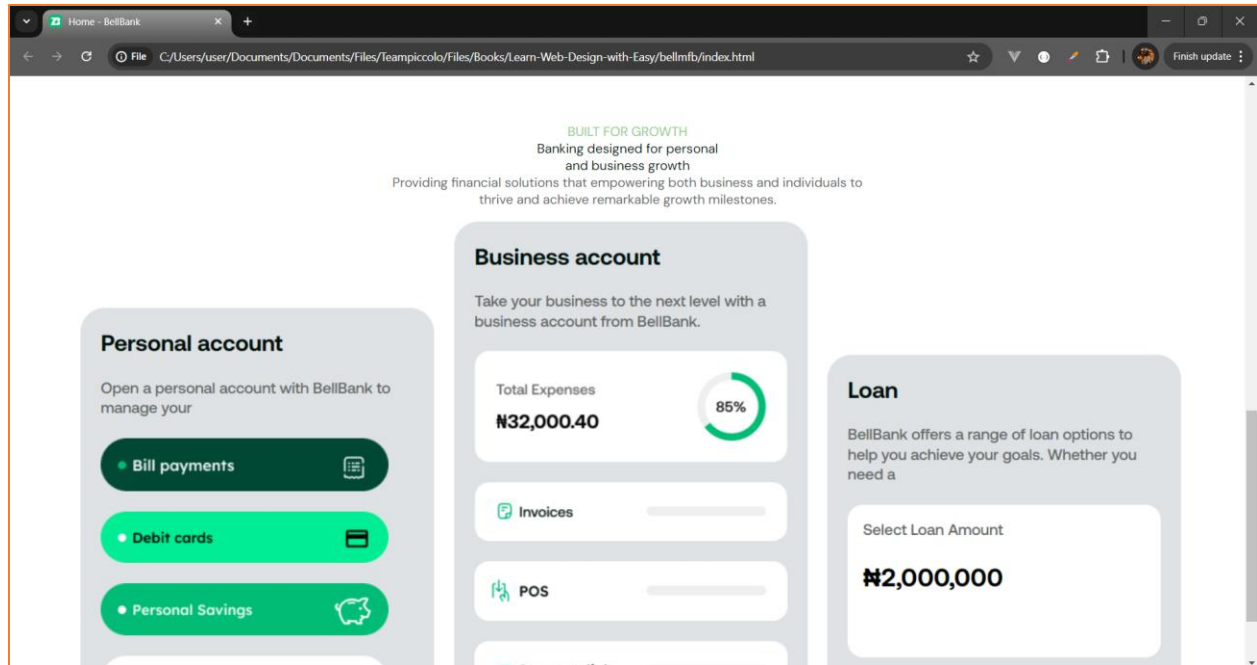 Home - BellBank
File C:/Users/user/Documents/Documents/Files/Teampiccolo/Files/Books/Learn-Web-Design-with-Easy/bellmfb/index.html
Finish update
BUILT FOR GROWTH
Banking designed for personal
and business growth
Providing financial solutions that empowering both business and individuals to
thrive and achieve remarkable growth milestones.
Personal account
Open a personal account with BellBank to
manage your
Bill payments
Debit cards
Personal Savings
Business account
Take your business to the next level with a
business account from BellBank.
Total Expenses
₦32,000.40
85%
Invoices
POS
Loan
BellBank offers a range of loan options to
help you achieve your goals. Whether you
need a
Select Loan Amount
₦2,000,000